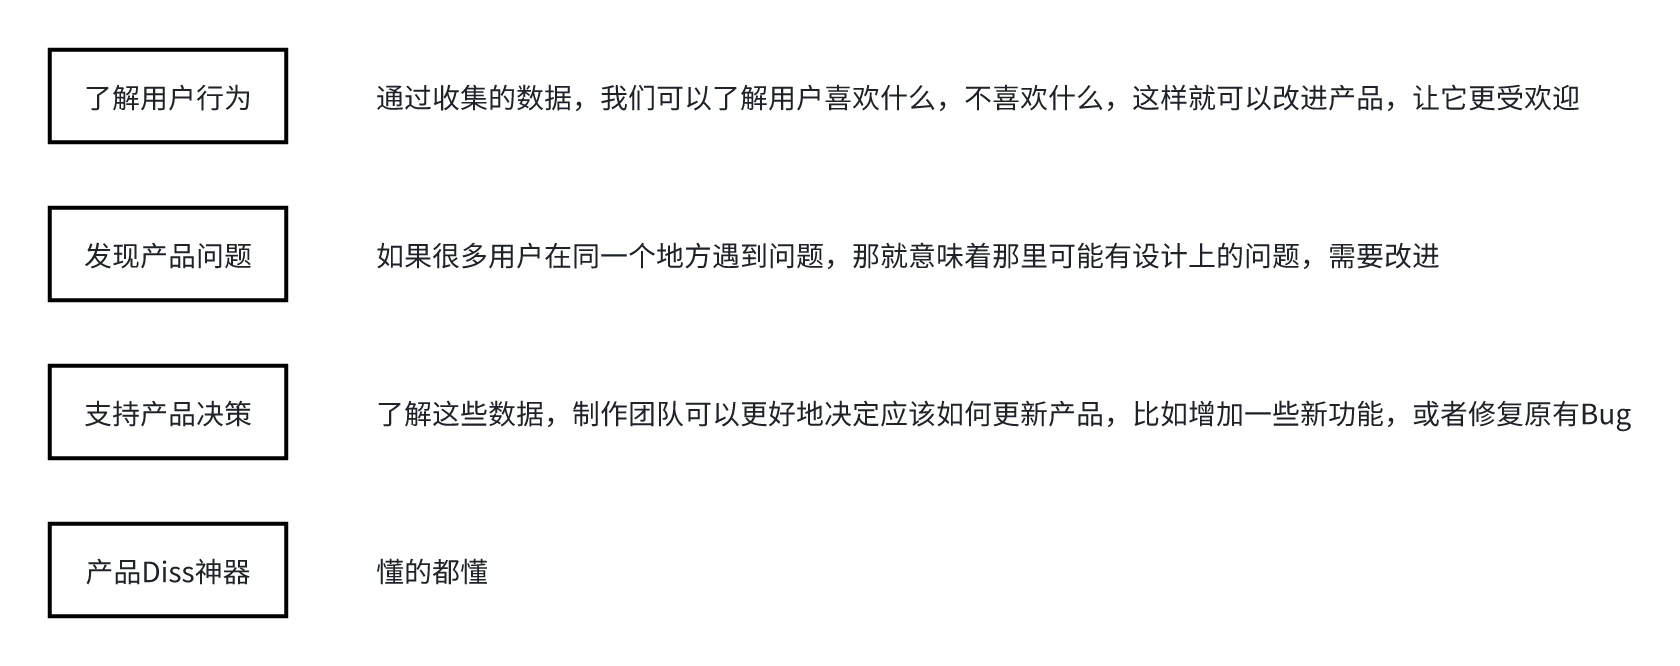 了解用户行为
通过收集的数据，我们可以了解用户喜欢什么，不喜欢什么，这样就可以改进产品，让它更受欢迎
发现产品问题
如果很多用户在同一个地方遇到问题，那就意味着那里可能有设计上的问题，需要改进
支持产品决策
了解这些数据，制作团队可以更好地决定应该如何更新产品，比如增加一些新功能，或者修复原有Bug
产品Diss神器
懂的都懂